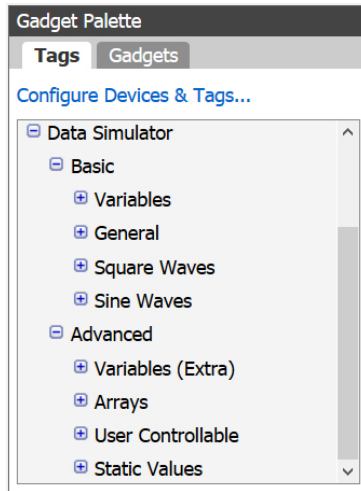 Gadget Palette
Tags Gadgets
Configure Devices & Tags...
Data Simulator
Basic
Variables
General
Square Waves
Sine Waves
Advanced
Variables (Extra)
Arrays
User Controllable
Static Values